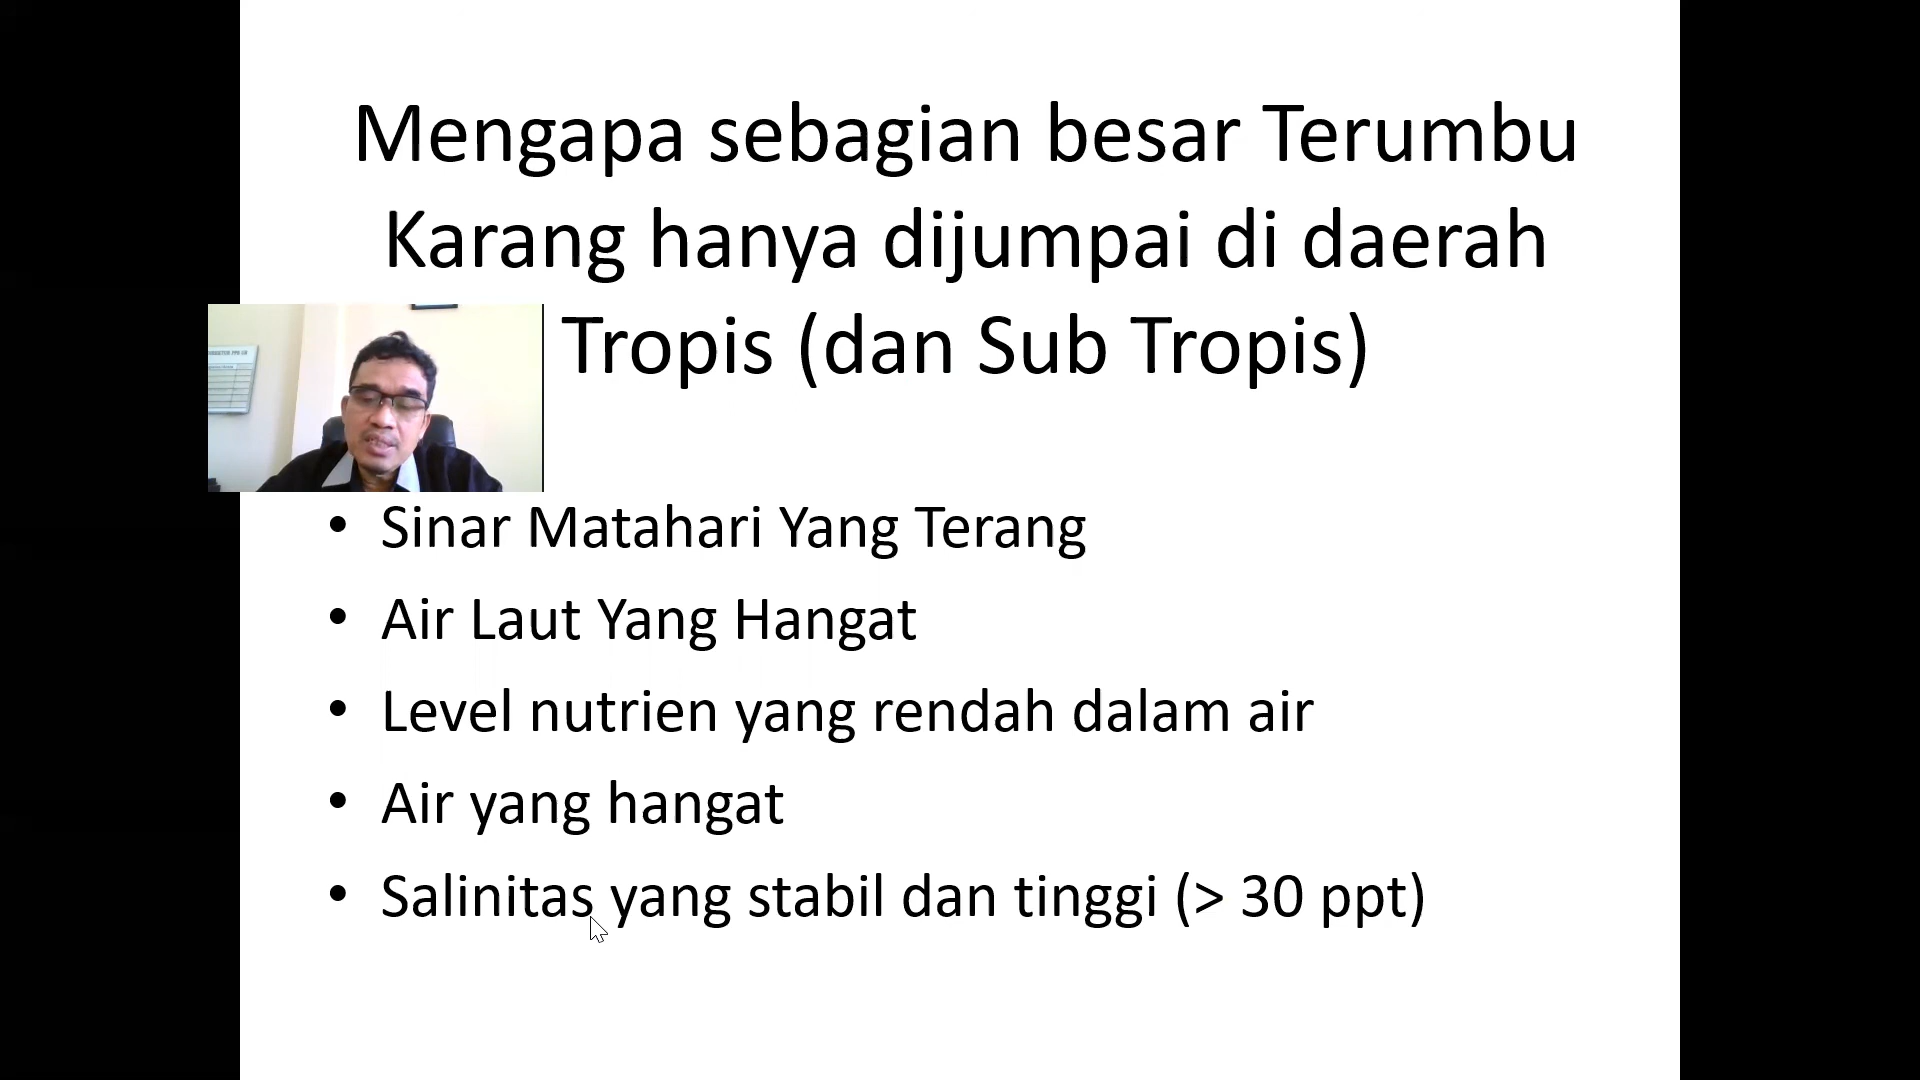 Mengapa sebagian besar Terumbu
Karang hanya dijumpai di daerah
Tropis (dan Sub Tropis)
• Sinar Matahari Yang Terang
• Air Laut Yang Hangat
• Level nutrien yang rendah dalam air
• Air yang hangat
• Salinitas yang stabil dan tinggi (> 30 ppt)